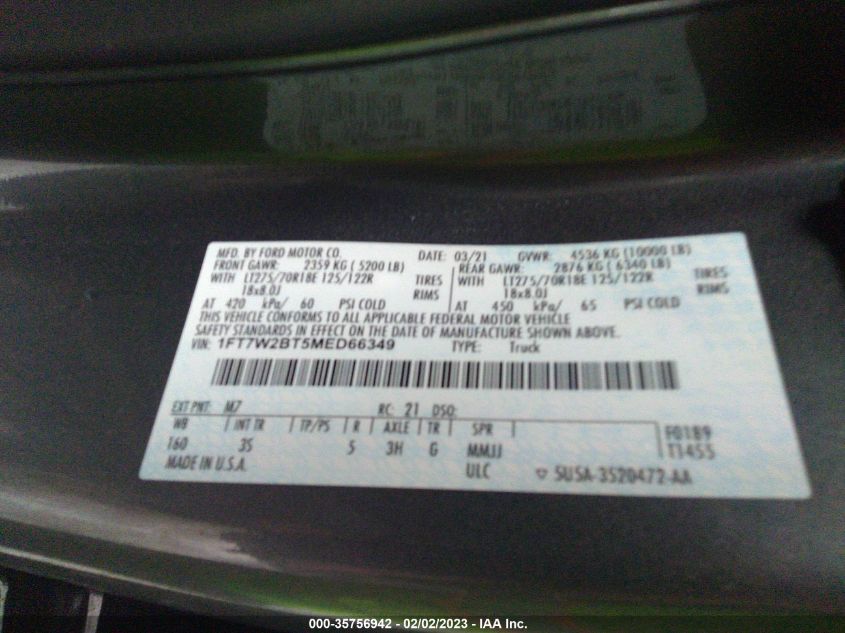 MFD. BY FORD MOTOR CO. DATE: 03/21 GVWR: 4536 KG (10000 LB)
FRONT GAWR: 2359 KG ( 5200 LB) REAR GAWR: 2876 KG ( 6340 LB)
WITH LT275/70R18E 125/122R TIRES WITH LT275/70R18E 125/122R TIRES
18x8.0J RIMS 18x8.0J RIMS
AT 420 kPa/ 60 PSI COLD AT 450 kPa/ 65 PSI COLD
THIS VEHICLE CONFORMS TO ALL APPLICABLE FEDERAL MOTOR VEHICLE
SAFETY STANDARDS IN EFFECT ON THE DATE OF MANUFACTURE SHOWN ABOVE.
VIN: 1FT7W2BT5MED66349 TYPE: Truck
EXT PNT: M7 RC: 21 DSO:
WB INT TR TP/PS R AXLE TR SPR F0189
160 3S 5 3H G MMJJ T1455
MADE IN U.S.A. ULC 5U5A-3520472-AA
000-35756942 - 02/02/2023 - IAA Inc.